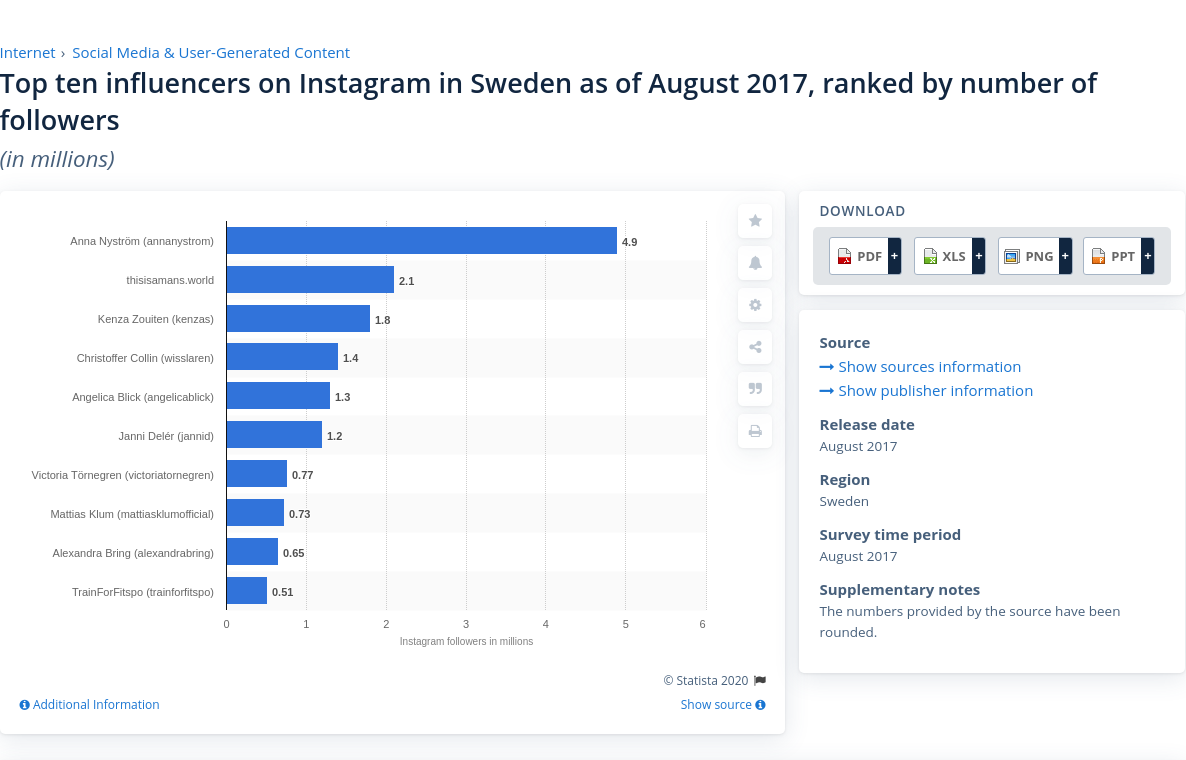 Internet › Social Media & User-Generated Content
Top ten influencers on Instagram in Sweden as of August 2017, ranked by number of
followers
(in millions)
Anna Nyström (annanystrom) 4.9
thisisamans.world 2.1
Kenza Zouiten (kenzas) 1.8
Christoffer Collin (wisslaren) 1.4
Angelica Blick (angelicablick) 1.3
Janni Delér (jannid) 1.2
Victoria Törnegren (victoriatornegren) 0.77
Mattias Klum (mattiasklumofficial) 0.73
Alexandra Bring (alexandrabring) 0.65
TrainForFitspo (trainforfitspo) 0.51
0 1 2 3 4 5 6
Instagram followers in millions
© Statista 2020
Additional Information
Show source
DOWNLOAD
PDF + XLS + PNG + PPT +
Source
Show sources information
Show publisher information
Release date
August 2017
Region
Sweden
Survey time period
August 2017
Supplementary notes
The numbers provided by the source have been
rounded.